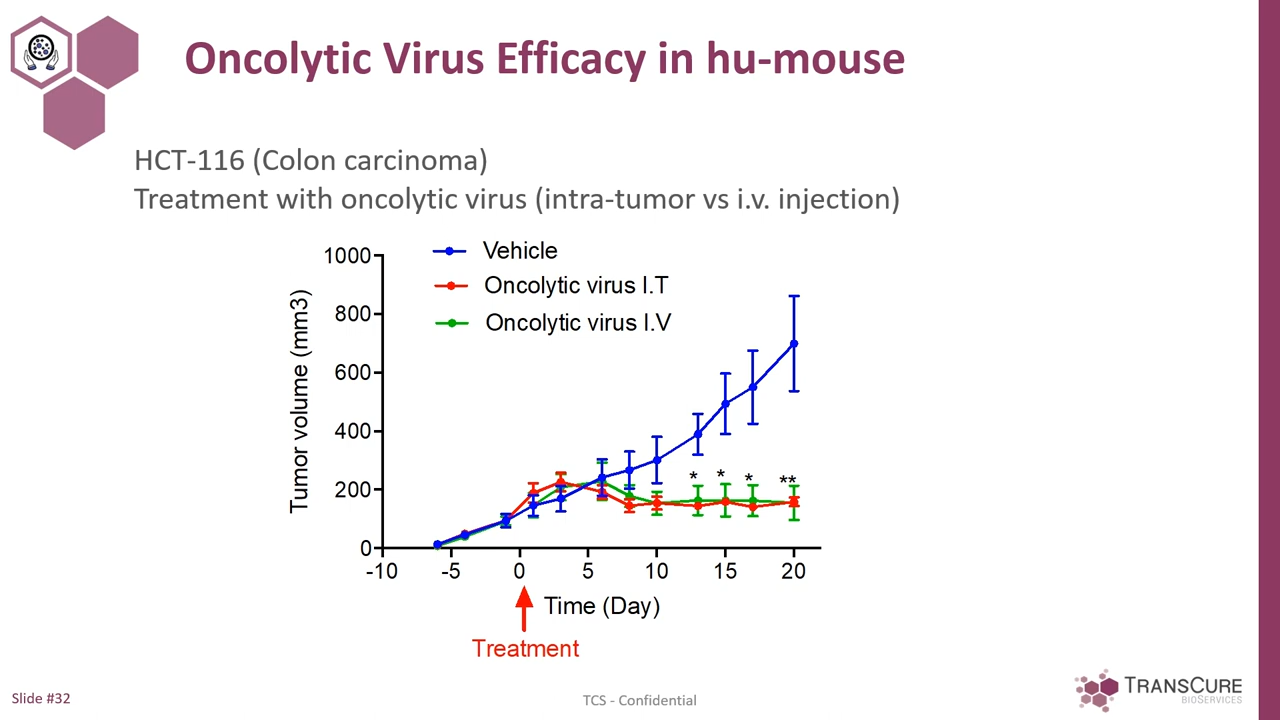 Oncolytic Virus Efficacy in hu-mouse
HCT-116 (Colon carcinoma)
Treatment with oncolytic virus (intra-tumor vs i.v. injection)
Vehicle
Oncolytic virus I.T
Oncolytic virus I.V
Tumor volume (mm3)
1000
800
600
400
200
0
* * * **
-10 -5 0 5 10 15 20
Time (Day)
Treatment
Slide #32
TCS - Confidential
TRANSCURE
BIOSERVICES